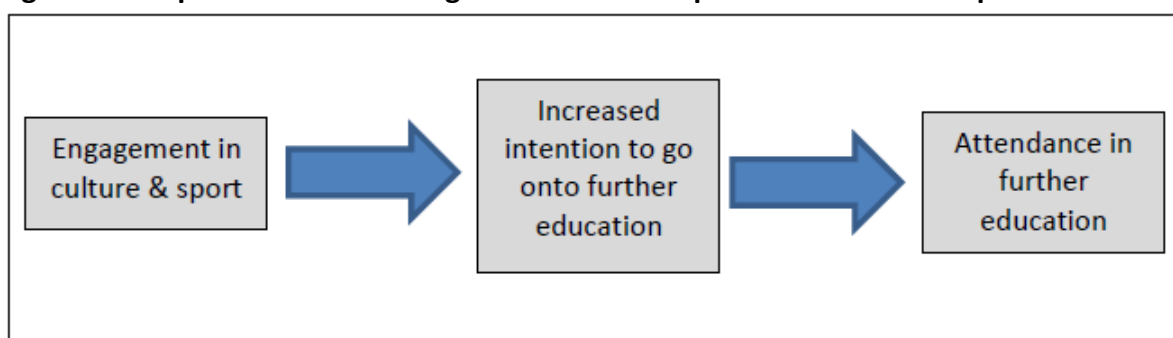 Engagement in
culture & sport
Increased
intention to go
onto further
education
Attendance in
further
education